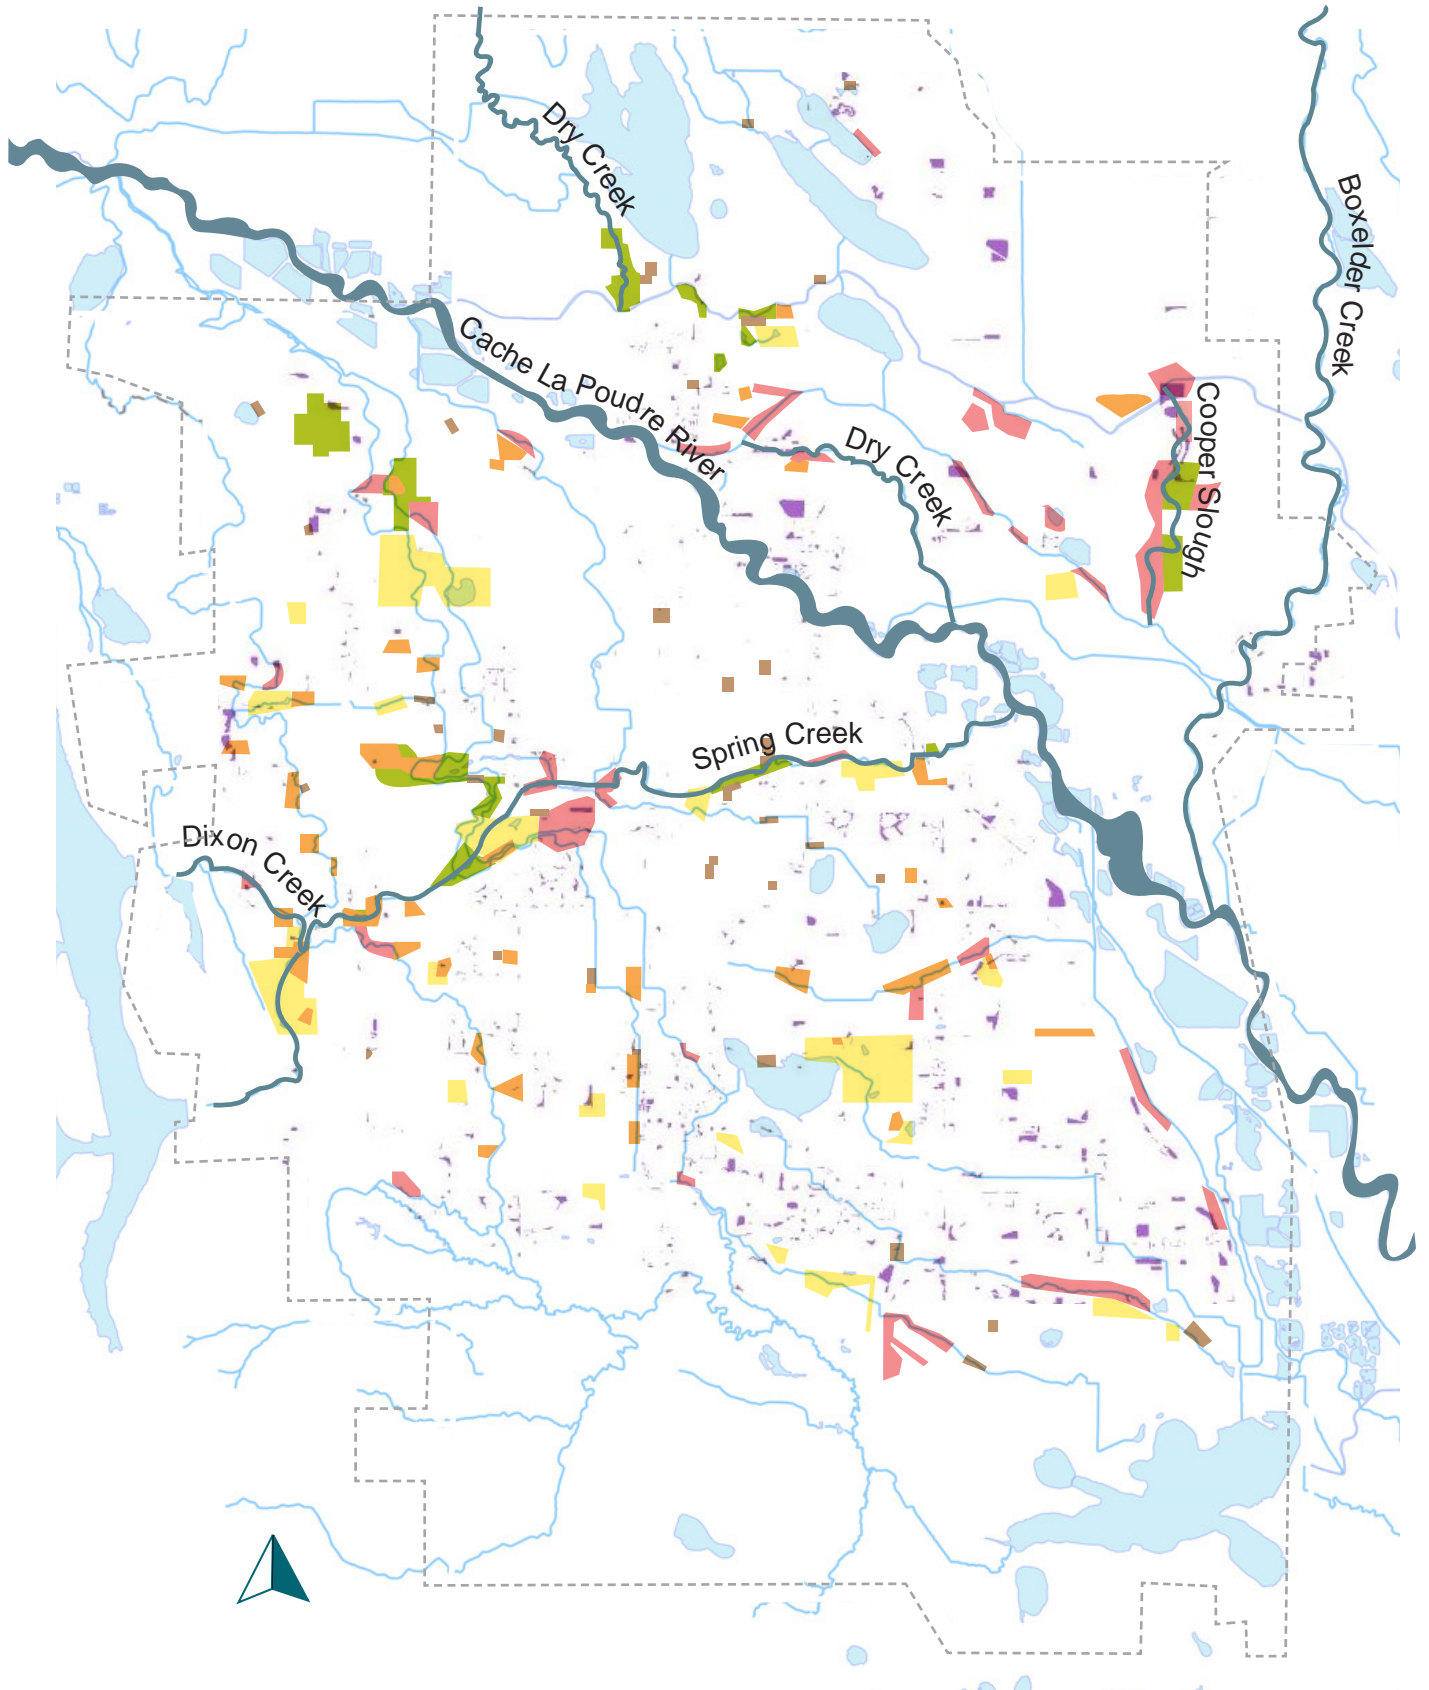 Dry Creek
Boxelder Creek
Cache La Poudre River
Cooper Slough
Dry Creek
Spring Creek
Dixon Creek